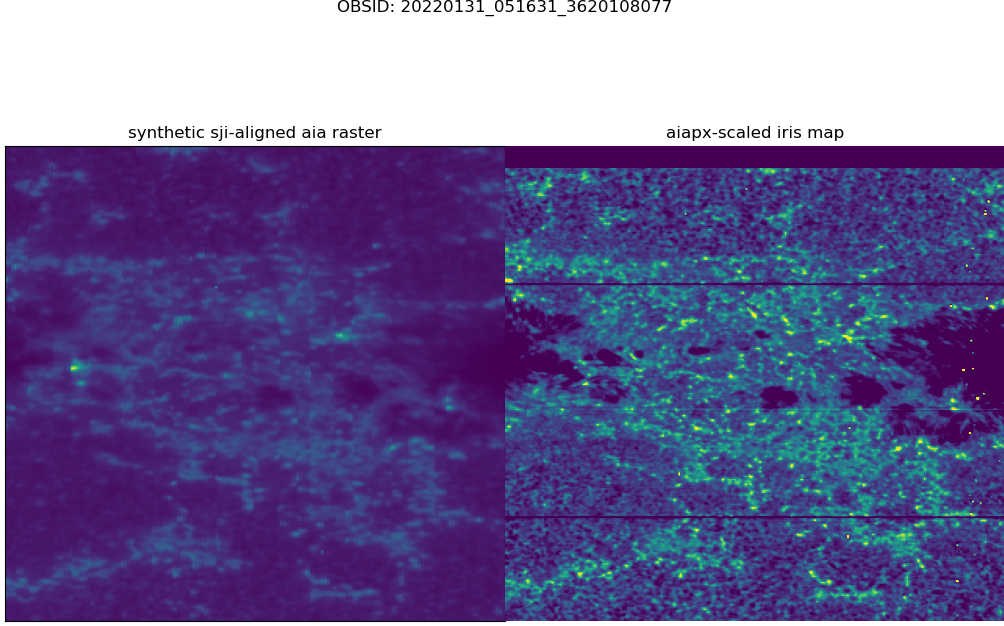 OBSID: 20220131_051631_3620108077
synthetic sji-aligned aia raster
aiapx-scaled iris map